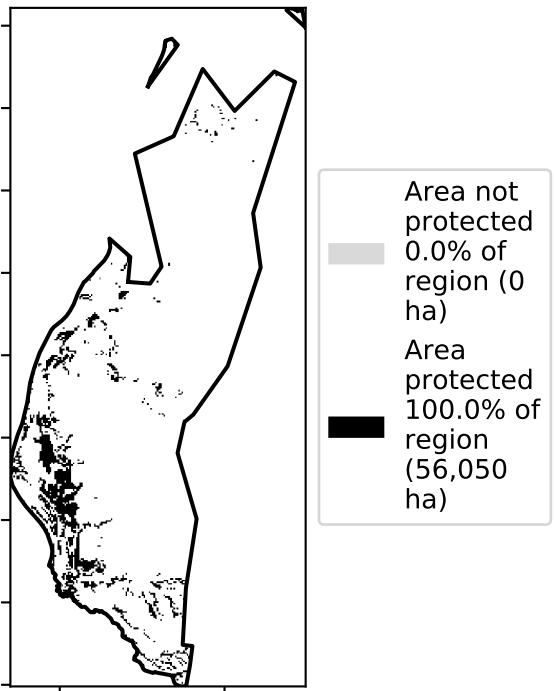 Area not
protected
0.0% of
region (0
ha)
Area
protected
100.0% of
region
(56,050
ha)